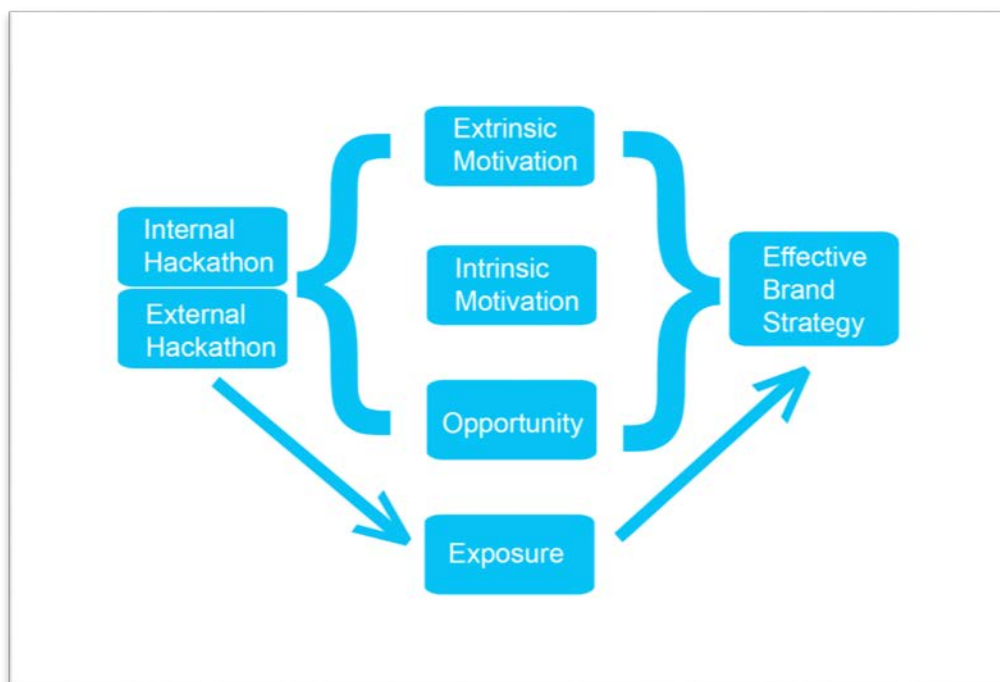 Extrinsic
Motivation
Internal
Hackathon
External
Hackathon
Intrinsic
Motivation
Effective
Brand
Strategy
Opportunity
Exposure